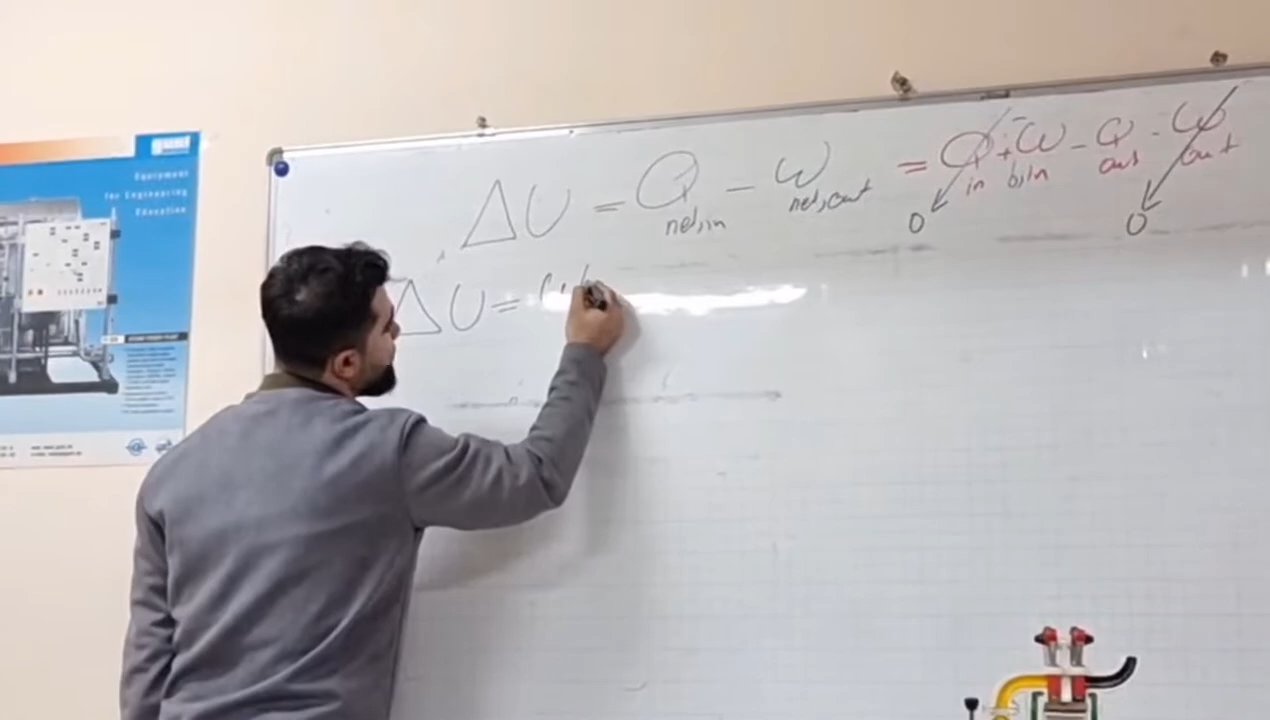 Equipment
for Engineering
Education
ΔU = Q net,in - W net,out = Q in + W b,in - Q out - W out
0 0
ΔU = W